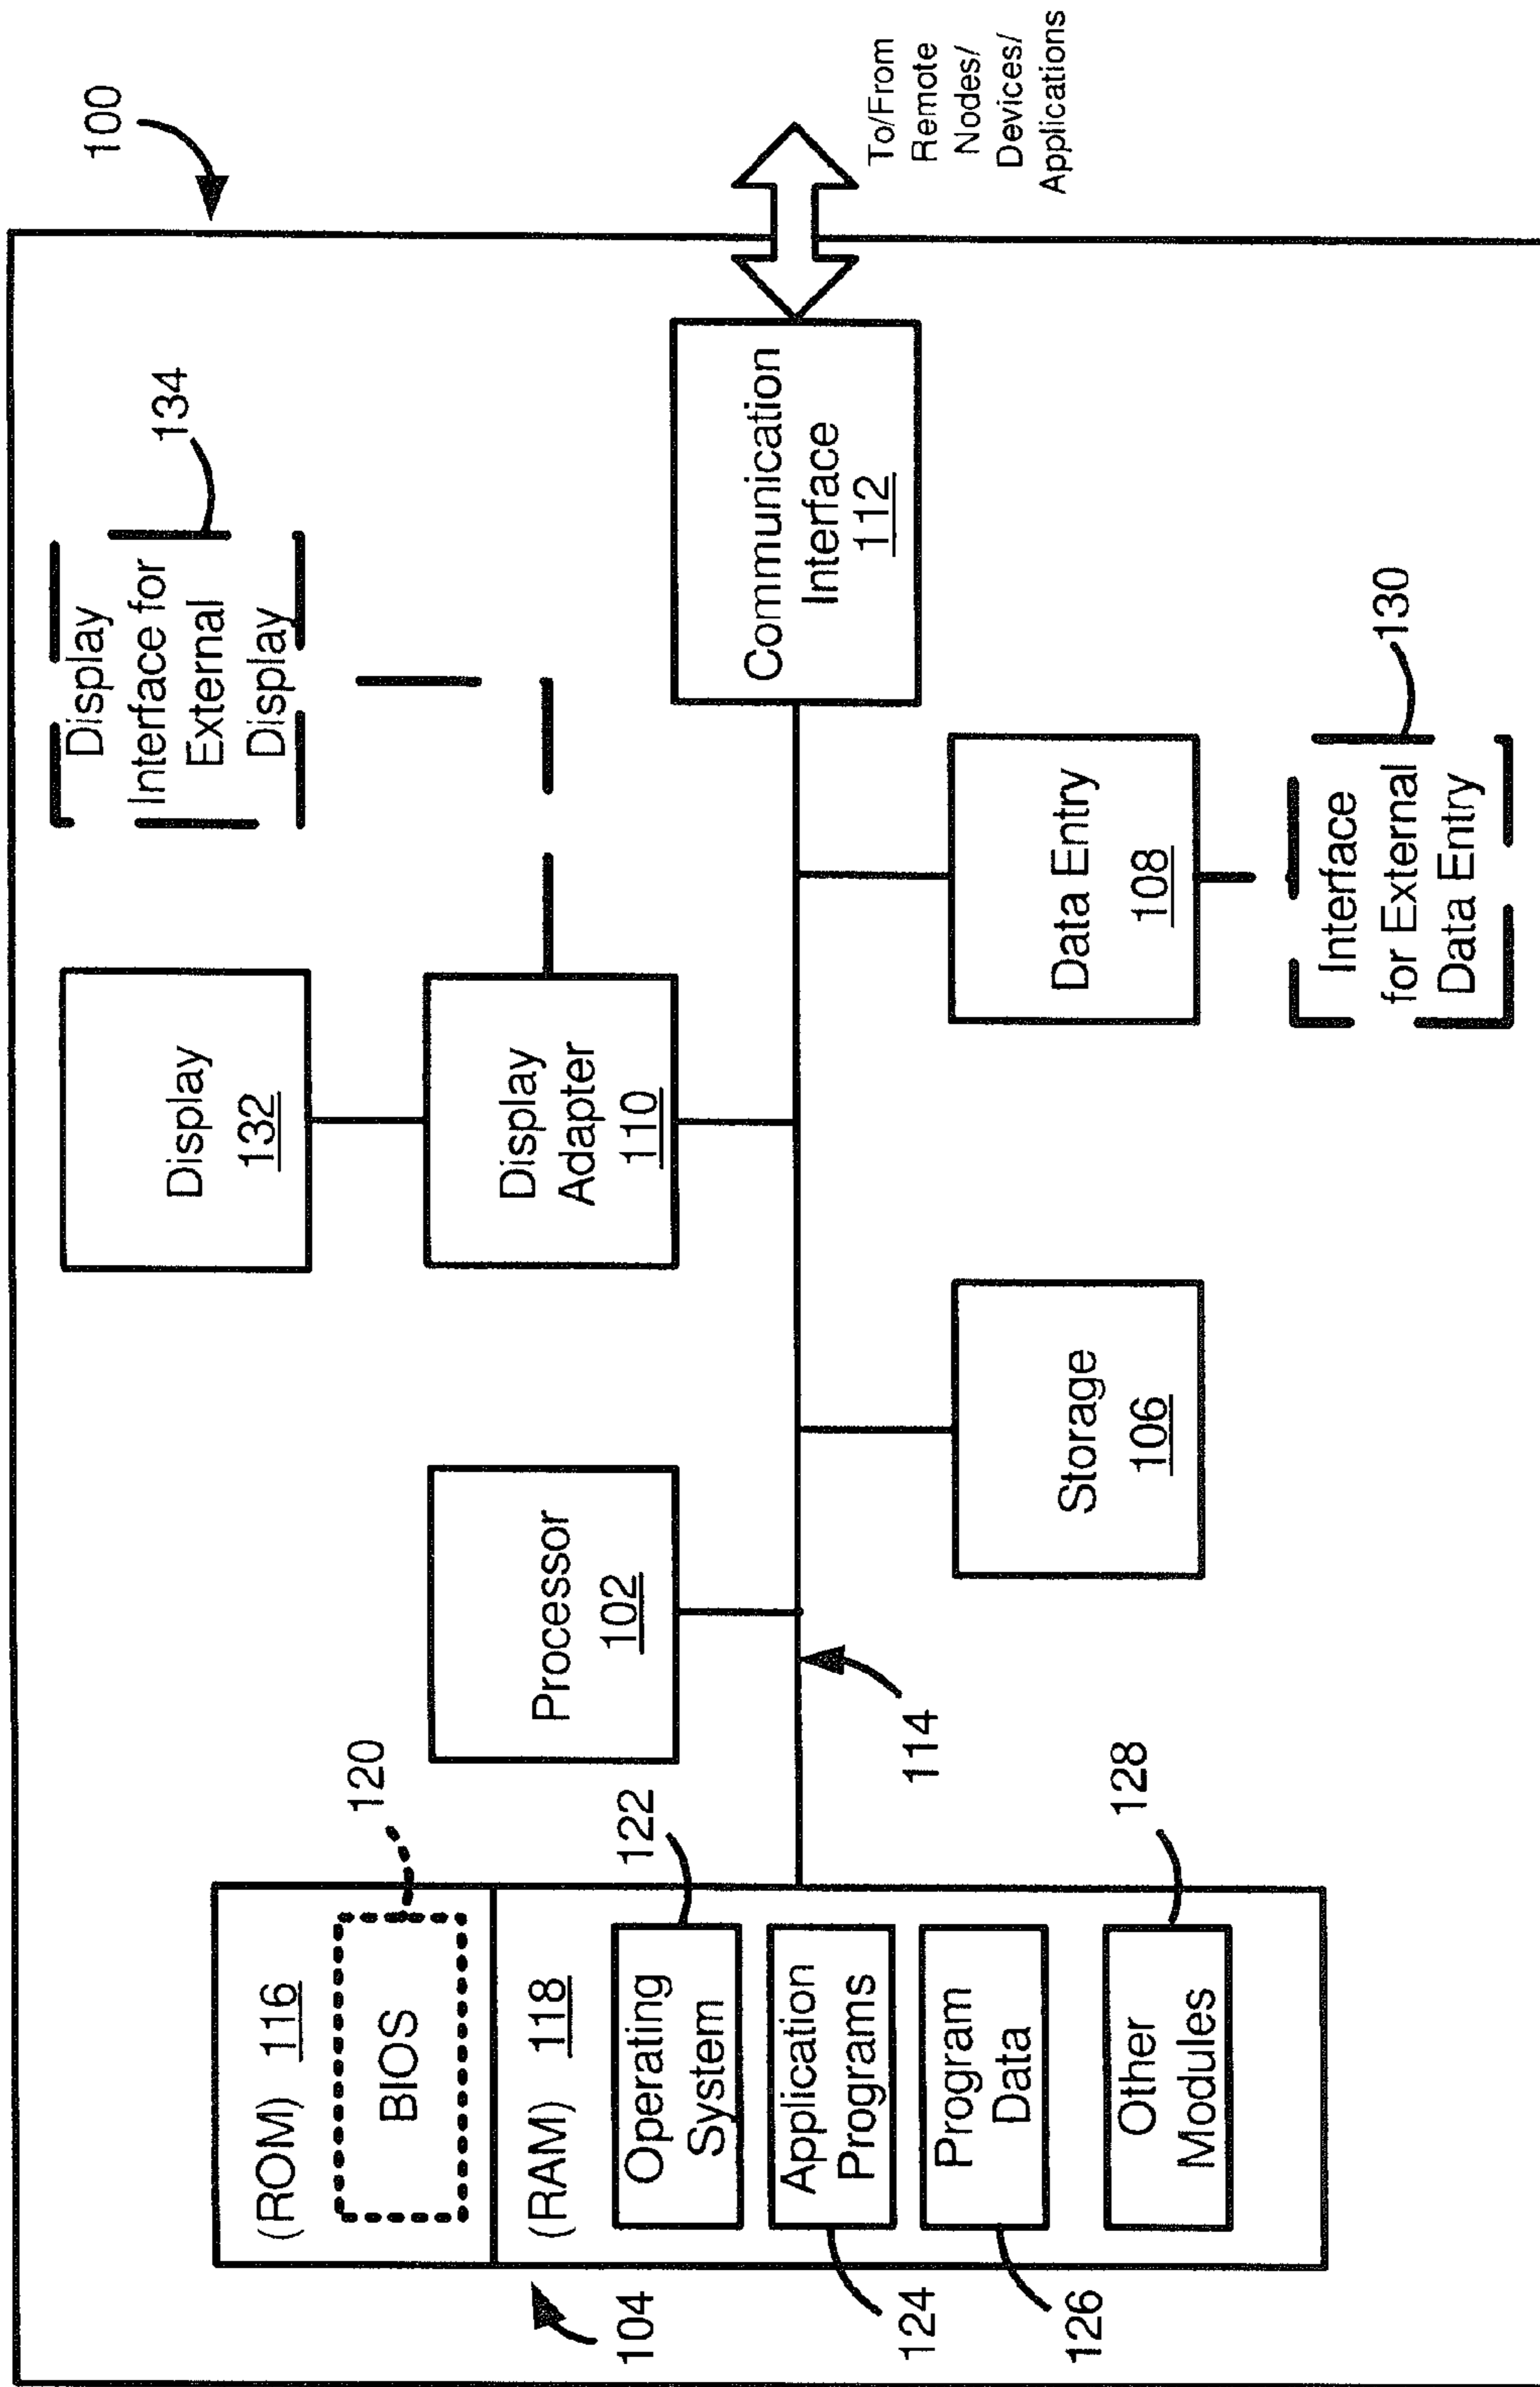 100
(ROM) 116
BIOS
120
(RAM) 118
Operating
System
122
Application
Programs
124
Program
Data
126
Other
Modules
128
104
Processor
102
114
Storage
106
Display
132
Display
Adapter
110
Display
Interface for
External
Display
134
Communication
Interface
112
To/From
Remote
Nodes/
Devices/
Applications
Data Entry
108
Interface
for External
Data Entry
130